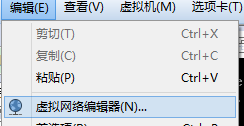 编辑(E) 查看(V) 虚拟机(M) 选项卡(T)
剪切(T) Ctrl+X
复制(C) Ctrl+C
粘贴(P) Ctrl+V
虚拟网络编辑器(N)...